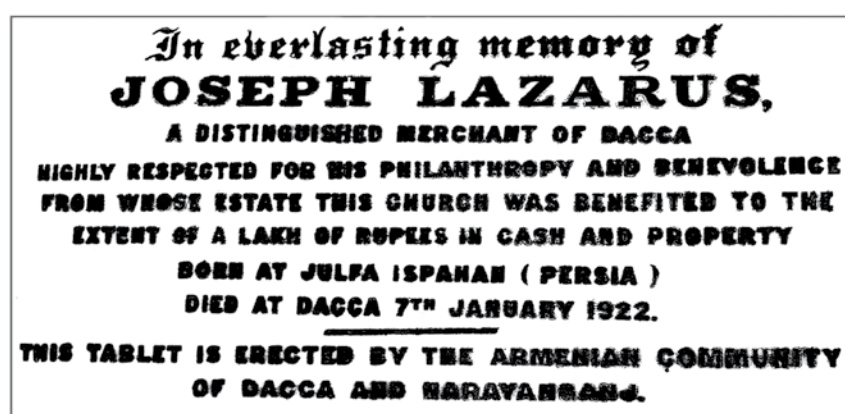 In everlasting memory of
JOSEPH LAZARUS,
A DISTINGUISHED MERCHANT OF DACCA
HIGHLY RESPECTED FOR HIS PHILANTHROPY AND BENEVOLENCE
FROM WHOSE ESTATE THIS CHURCH WAS BENEFITED TO THE
EXTENT OF A LAKH OF RUPEES IN CASH AND PROPERTY
BORN AT JULFA ISPAHAN ( PERSIA )
DIED AT DACCA 7TH JANUARY 1922.
THIS TABLET IS ERECTED BY THE ARMENIAN COMMUNITY
OF DACCA AND NARAYANGANJ.